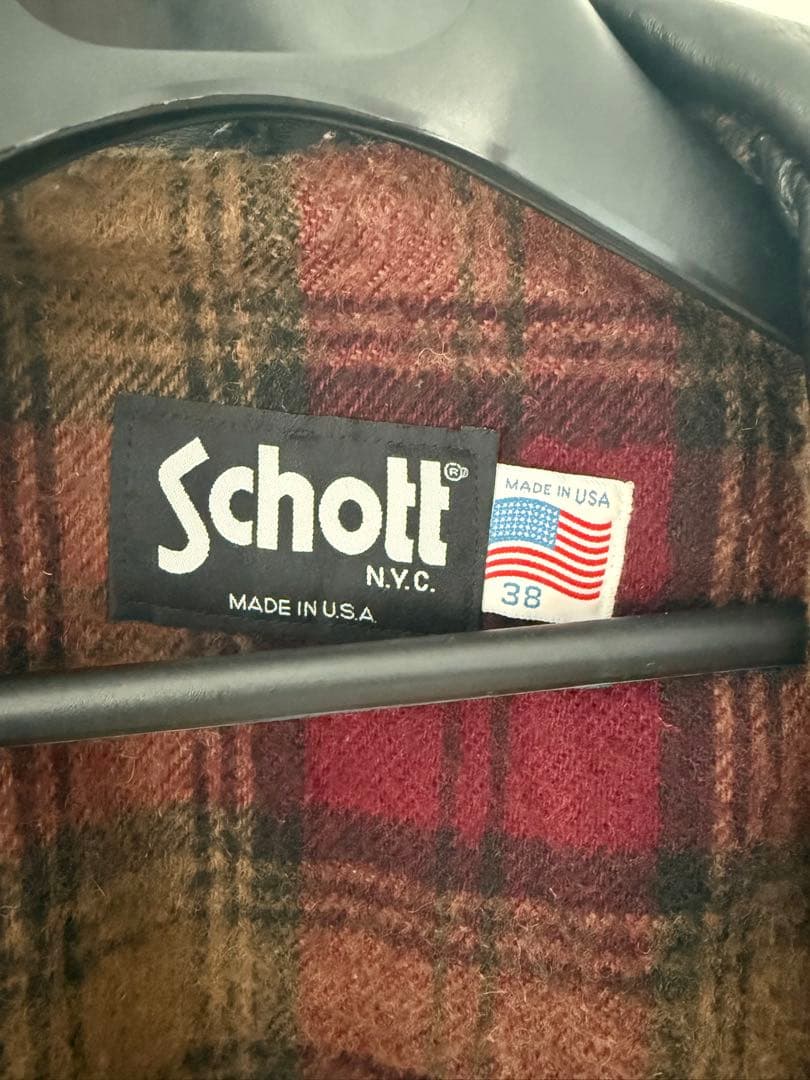 Schott®
N.Y.C.
MADE IN U.S.A.
MADE IN USA
38